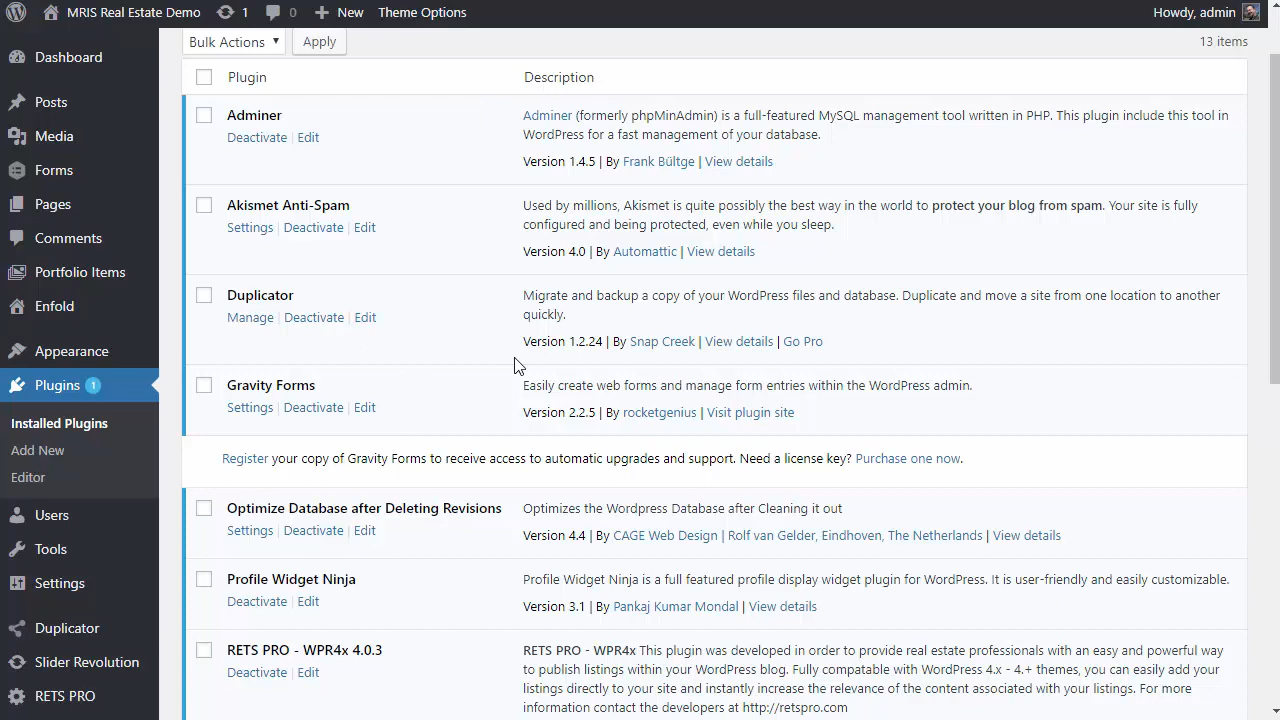 MRIS Real Estate Demo 1 0 New Theme Options Howdy, admin
Dashboard
Posts
Media
Forms
Pages
Comments
Portfolio Items
Enfold
Appearance
Plugins 1
Installed Plugins
Add New
Editor
Users
Tools
Settings
Duplicator
Slider Revolution
RETS PRO
Bulk Actions Apply 13 items
Plugin Description
Adminer
Deactivate | Edit
Adminer (formerly phpMinAdmin) is a full-featured MySQL management tool written in PHP. This plugin include this tool in
WordPress for a fast management of your database.
Version 1.4.5 | By Frank Bültge | View details
Akismet Anti-Spam
Settings | Deactivate | Edit
Used by millions, Akismet is quite possibly the best way in the world to protect your blog from spam. Your site is fully
configured and being protected, even while you sleep.
Version 4.0 | By Automattic | View details
Duplicator
Manage | Deactivate | Edit
Migrate and backup a copy of your WordPress files and database. Duplicate and move a site from one location to another
quickly.
Version 1.2.24 | By Snap Creek | View details | Go Pro
Gravity Forms
Settings | Deactivate | Edit
Easily create web forms and manage form entries within the WordPress admin.
Version 2.2.5 | By rocketgenius | Visit plugin site
Register your copy of Gravity Forms to receive access to automatic upgrades and support. Need a license key? Purchase one now.
Optimize Database after Deleting Revisions
Settings | Deactivate | Edit
Optimizes the Wordpress Database after Cleaning it out
Version 4.4 | By CAGE Web Design | Rolf van Gelder, Eindhoven, The Netherlands | View details
Profile Widget Ninja
Deactivate | Edit
Profile Widget Ninja is a full featured profile display widget plugin for WordPress. It is user-friendly and easily customizable.
Version 3.1 | By Pankaj Kumar Mondal | View details
RETS PRO - WPR4x 4.0.3
Deactivate | Edit
RETS PRO - WPR4x This plugin was developed in order to provide real estate professionals with an easy and powerful way
to publish listings within your WordPress blog. Fully compatable with WordPress 4.x - 4.+ themes, you can easily add your
listings directly to your site and instantly increase the relevance of the content associated with your listings. For more
information contact the developers at http://retspro.com